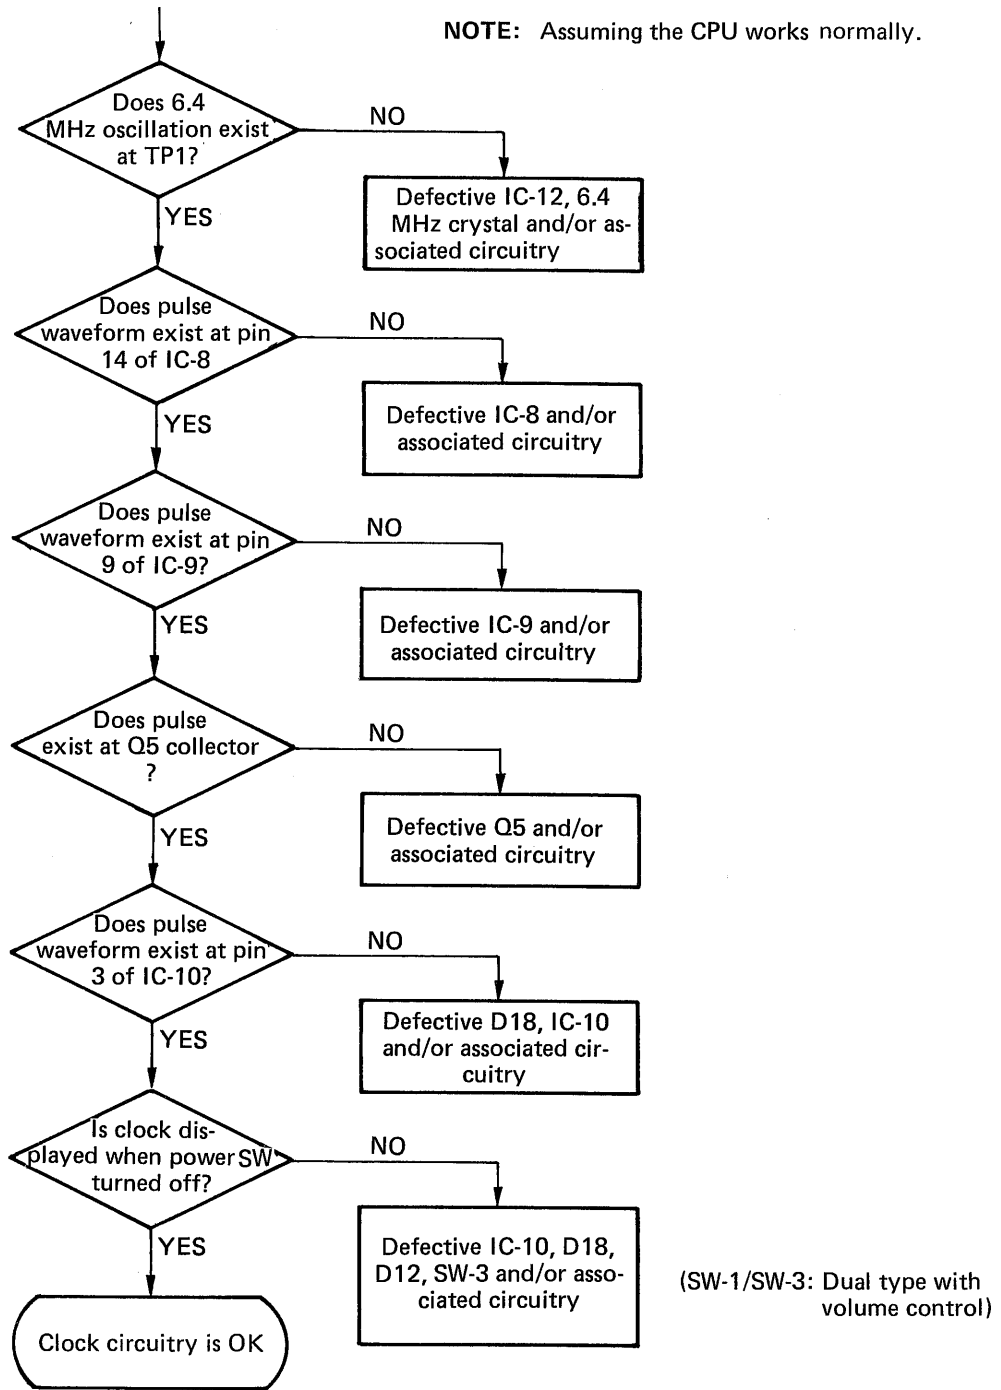 NOTE: Assuming the CPU works normally.
Does 6.4
MHz oscillation exist
at TP1?
NO
Defective IC-12, 6.4
MHz crystal and/or as-
sociated circuitry
YES
Does pulse
waveform exist at pin
14 of IC-8
NO
Defective IC-8 and/or
associated circuitry
YES
Does pulse
waveform exist at pin
9 of IC-9?
NO
Defective IC-9 and/or
associated circuitry
YES
Does pulse
exist at Q5 collector
?
NO
Defective Q5 and/or
associated circuitry
YES
Does pulse
waveform exist at pin
3 of IC-10?
NO
Defective D18, IC-10
and/or associated cir-
cuitry
YES
Is clock dis-
played when power SW
turned off?
NO
Defective IC-10, D18,
D12, SW-3 and/or asso-
ciated circuitry
(SW-1/SW-3: Dual type with
volume control)
YES
Clock circuitry is OK